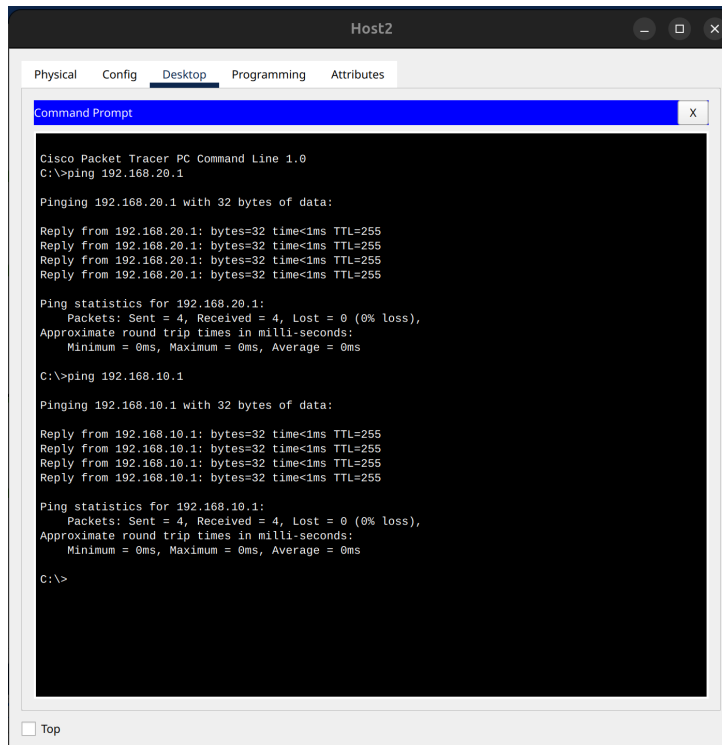 Host2
Physical Config Desktop Programming Attributes
Command Prompt X
Cisco Packet Tracer PC Command Line 1.0
C:\>ping 192.168.20.1
Pinging 192.168.20.1 with 32 bytes of data:
Reply from 192.168.20.1: bytes=32 time<1ms TTL=255
Reply from 192.168.20.1: bytes=32 time<1ms TTL=255
Reply from 192.168.20.1: bytes=32 time<1ms TTL=255
Reply from 192.168.20.1: bytes=32 time<1ms TTL=255
Ping statistics for 192.168.20.1:
    Packets: Sent = 4, Received = 4, Lost = 0 (0% loss),
Approximate round trip times in milli-seconds:
    Minimum = 0ms, Maximum = 0ms, Average = 0ms
C:\>ping 192.168.10.1
Pinging 192.168.10.1 with 32 bytes of data:
Reply from 192.168.10.1: bytes=32 time<1ms TTL=255
Reply from 192.168.10.1: bytes=32 time<1ms TTL=255
Reply from 192.168.10.1: bytes=32 time<1ms TTL=255
Reply from 192.168.10.1: bytes=32 time<1ms TTL=255
Ping statistics for 192.168.10.1:
    Packets: Sent = 4, Received = 4, Lost = 0 (0% loss),
Approximate round trip times in milli-seconds:
    Minimum = 0ms, Maximum = 0ms, Average = 0ms
C:\>
Top